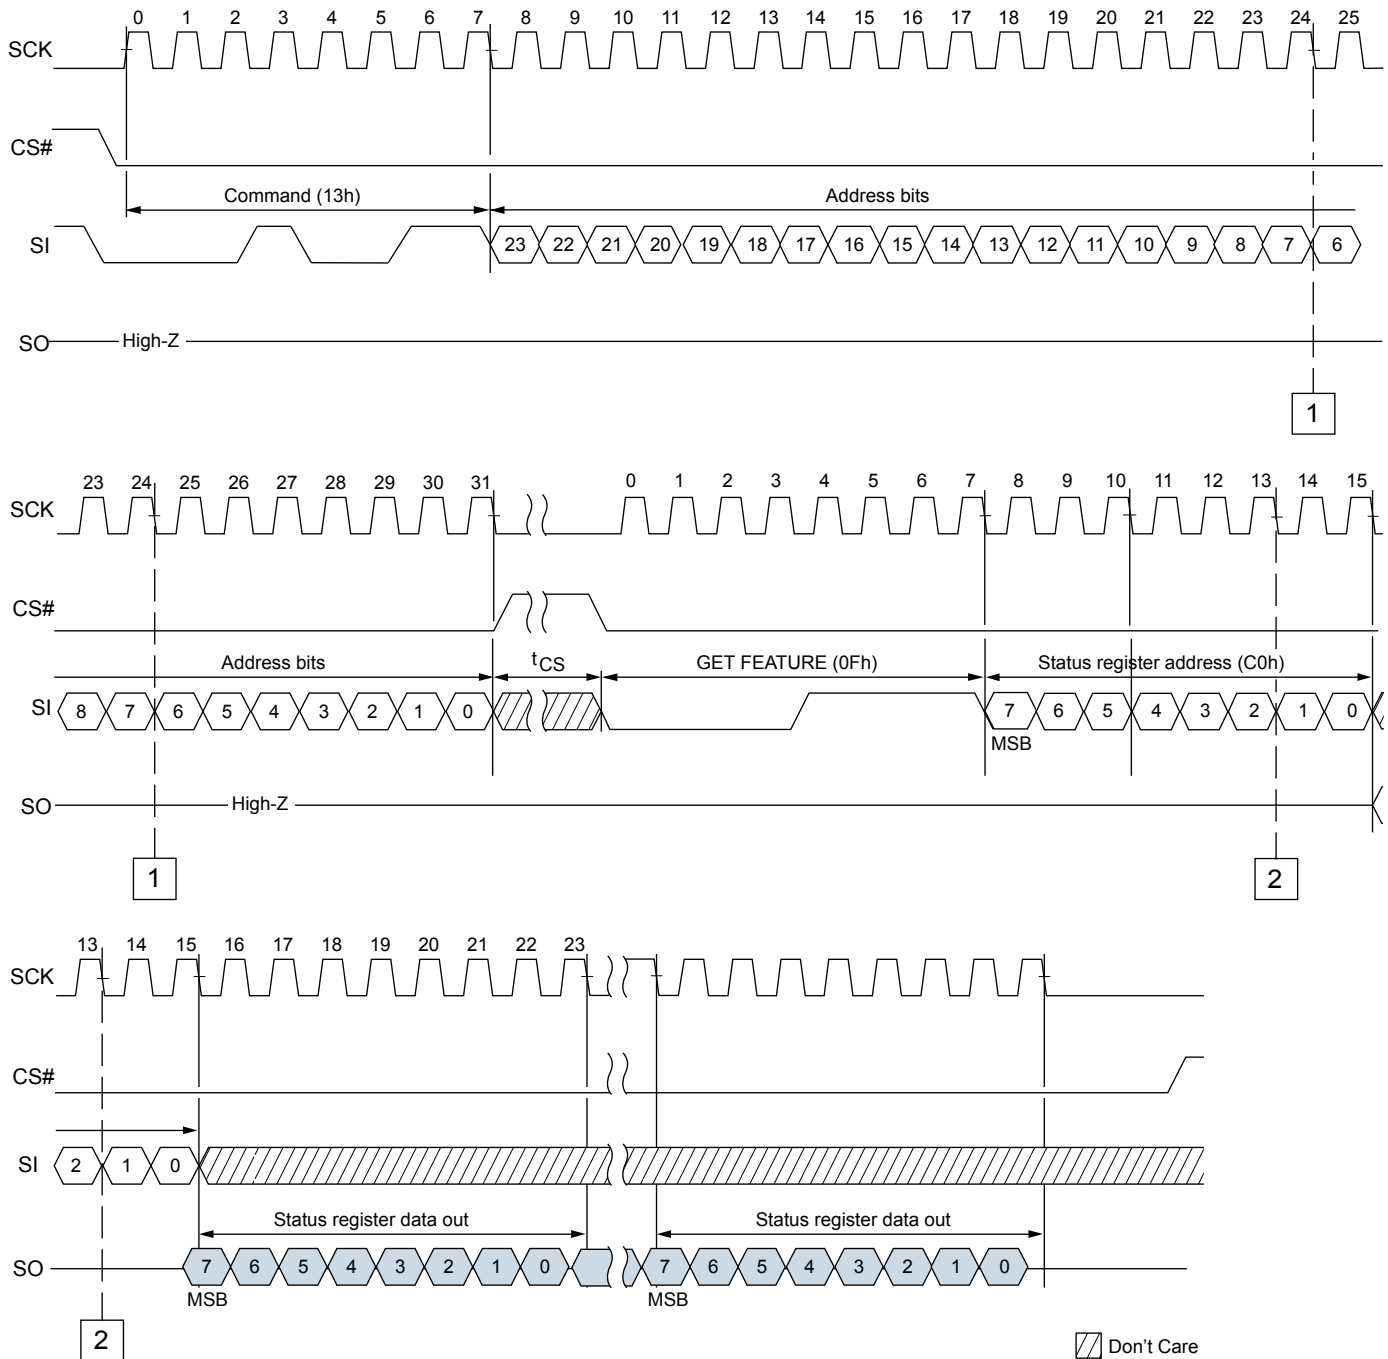 0 1 2 3 4 5 6 7 8 9 10 11 12 13 14 15 16 17 18 19 20 21 22 23 24 25
SCK
CS#
Command (13h) Address bits
SI 23 22 21 20 19 18 17 16 15 14 13 12 11 10 9 8 7 6
SO High-Z
1
23 24 25 26 27 28 29 30 31 0 1 2 3 4 5 6 7 8 9 10 11 12 13 14 15
SCK
CS#
Address bits tCS GET FEATURE (0Fh) Status register address (C0h)
SI 8 7 6 5 4 3 2 1 0 7 6 5 4 3 2 1 0
MSB
SO High-Z
1 2
13 14 15 16 17 18 19 20 21 22 23
SCK
CS#
SI 2 1 0
Status register data out Status register data out
SO 7 6 5 4 3 2 1 0 7 6 5 4 3 2 1 0
MSB MSB
2
Don't Care